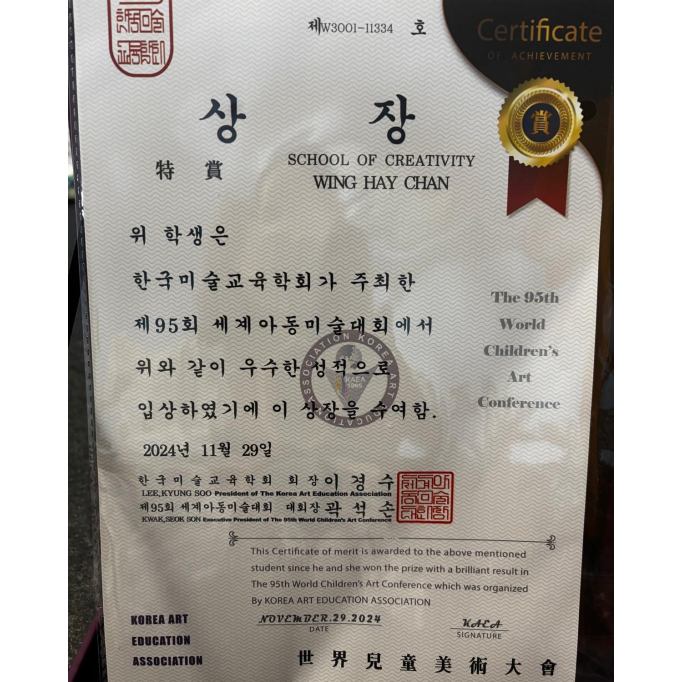 제W3001-11334 호
Certificate
OF ACHIEVEMENT
賞
상 장
特 賞
SCHOOL OF CREATIVITY
WING HAY CHAN
위 학생은
한국미술교육학회가 주최한
제95회 세계아동미술대회에서
위와 같이 우수한 성적으로
입상하였기에 이 상장을 수여함.
The 95th
World
Children's
Art
Conference
ASSOCIATION KOREA ART EDUCATION
KAEA
2024년 11월 29일
한국미술교육학회 회장 이 경 수
LEE,KYUNG SOO President of The Korea Art Education Association
제95회 세계아동미술대회 대회장 곽 석 손
KWAK,SEOK SON Executive President of The 95th World Children's Art Conference
This Certificate of merit is awarded to the above mentioned
student since he and she won the prize with a brilliant result in
The 95th World Children's Art Conference which was organized
By KOREA ART EDUCATION ASSOCIATION
KOREA ART
EDUCATION
ASSOCIATION
NOVEMBER.29.2024
DATE
KAEA
SIGNATURE
世界兒童美術大會